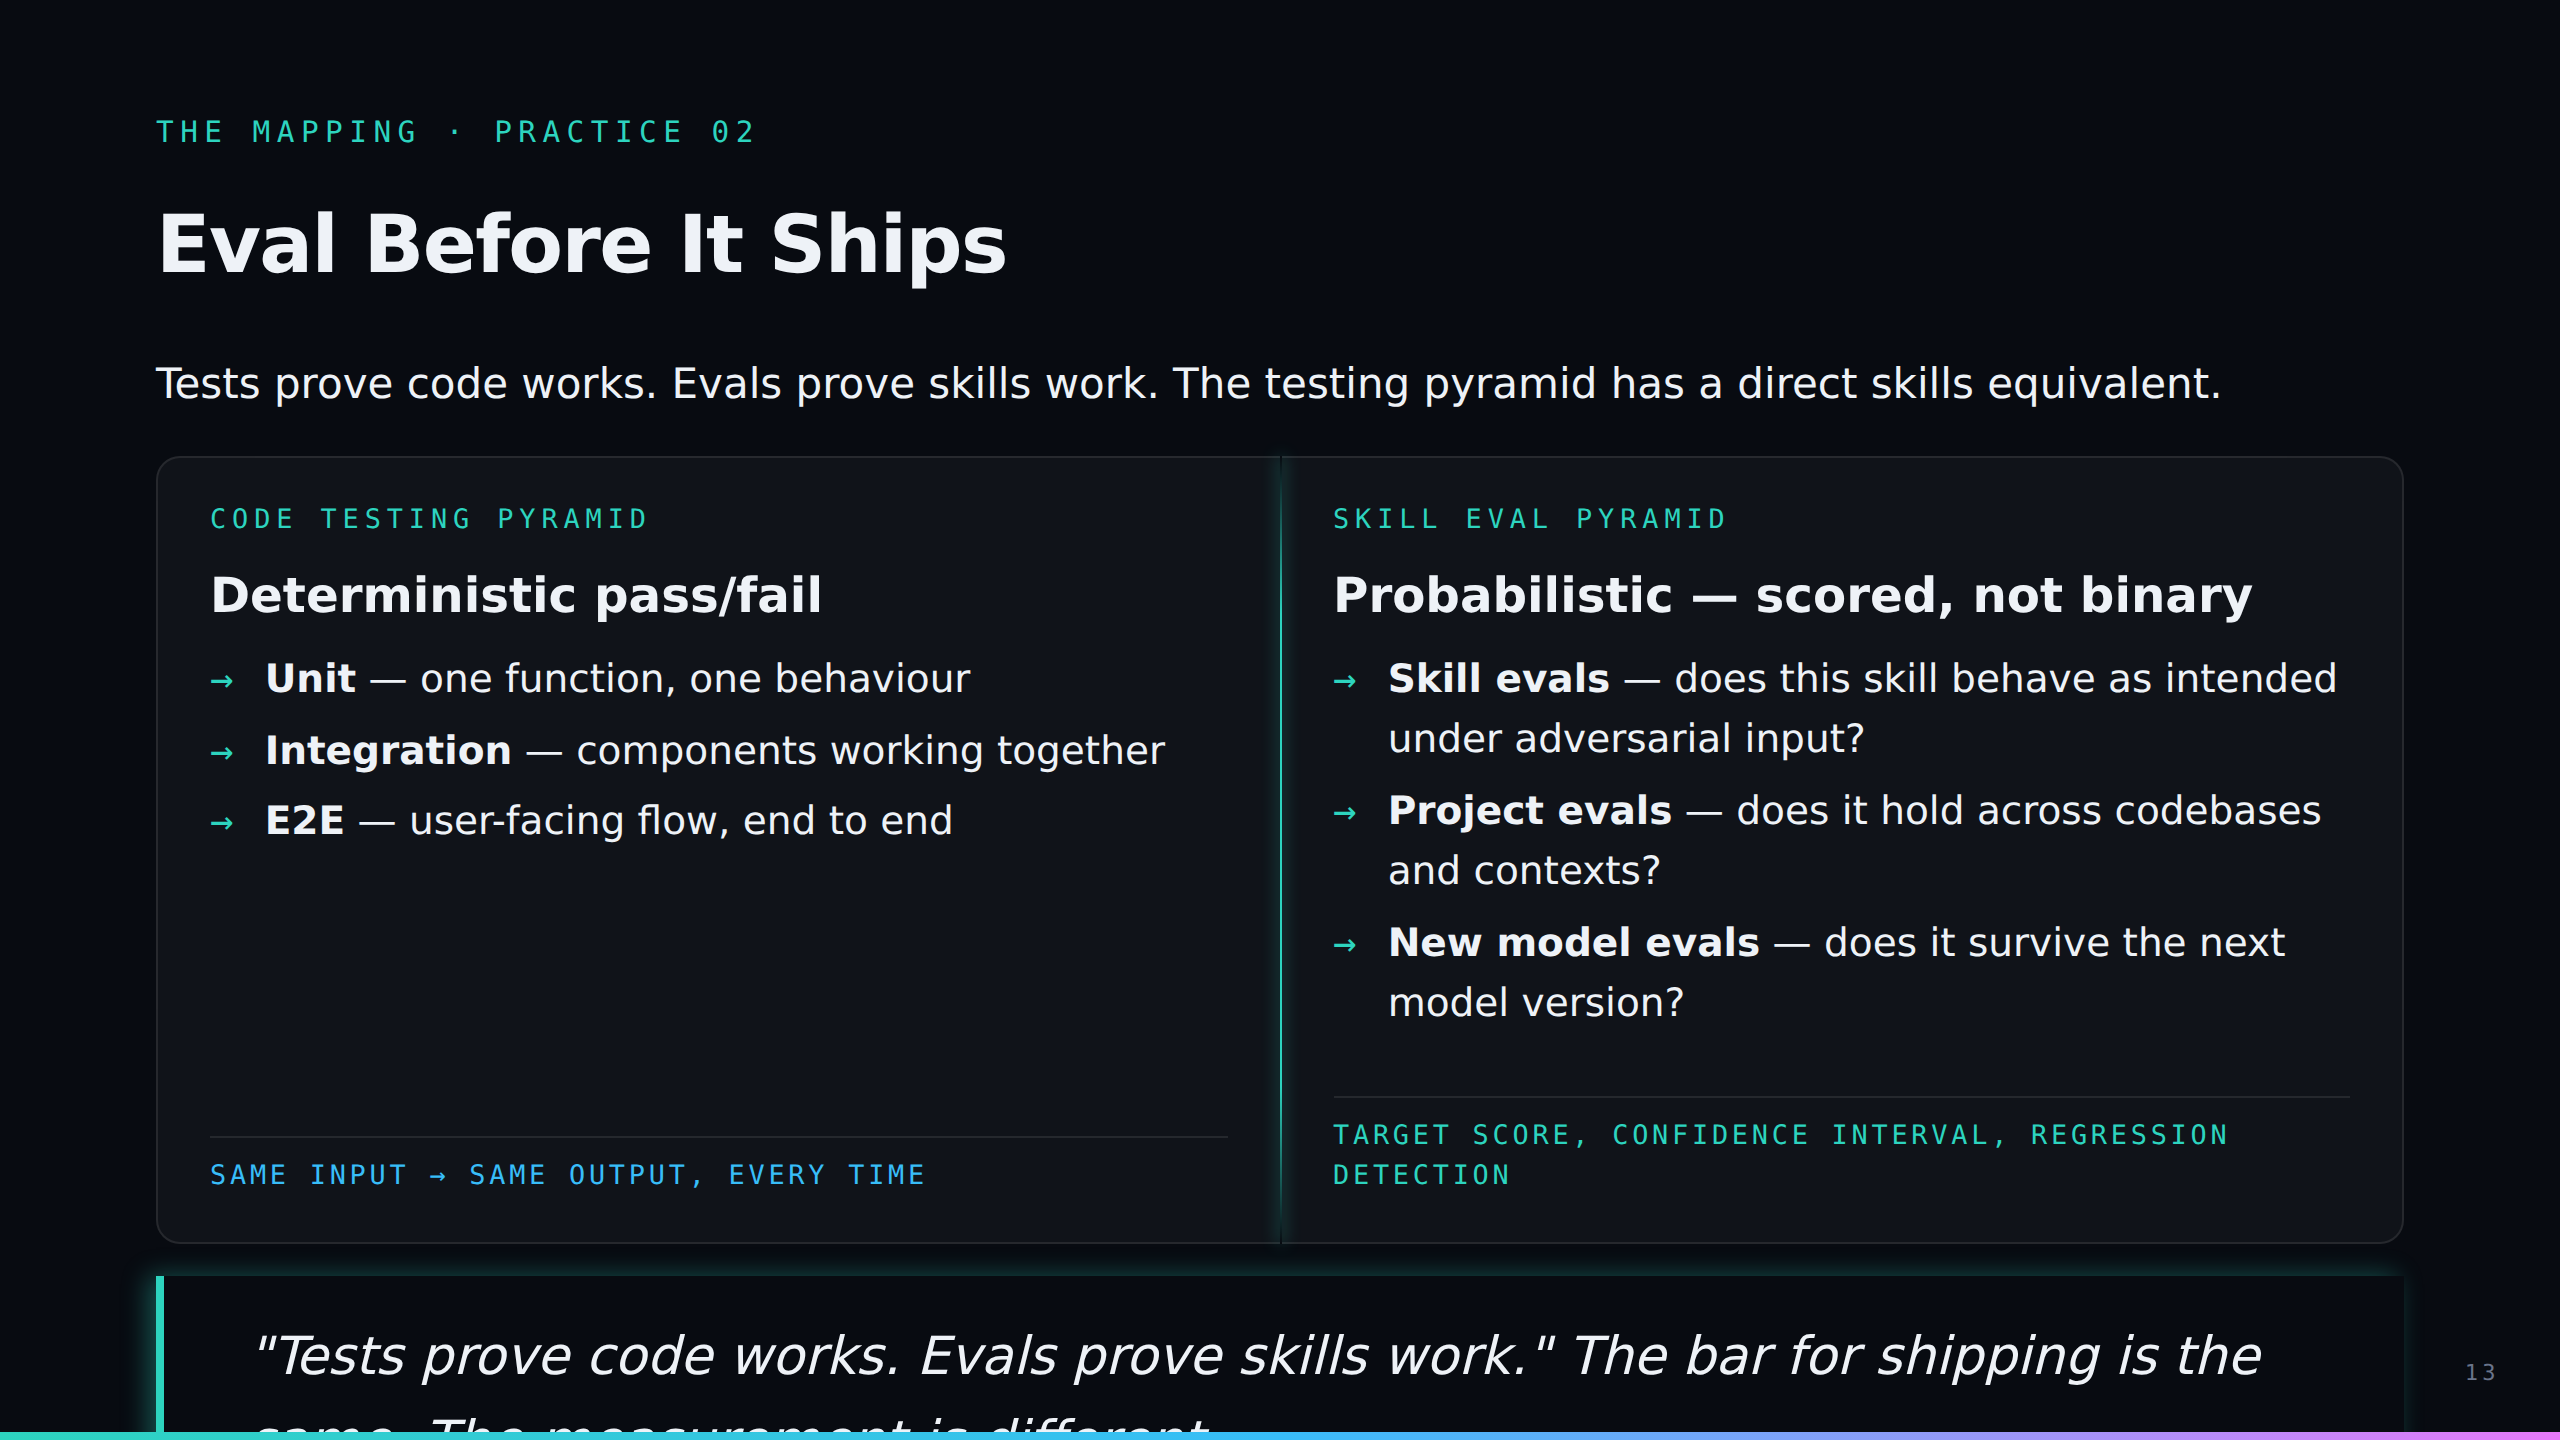 THE MAPPING · PRACTICE 02
Eval Before It Ships
Tests prove code works. Evals prove skills work. The testing pyramid has a direct skills equivalent.
CODE TESTING PYRAMID
Deterministic pass/fail
→ Unit — one function, one behaviour
→ Integration — components working together
→ E2E — user-facing flow, end to end
SAME INPUT → SAME OUTPUT, EVERY TIME
SKILL EVAL PYRAMID
Probabilistic — scored, not binary
→ Skill evals — does this skill behave as intended
under adversarial input?
→ Project evals — does it hold across codebases
and contexts?
→ New model evals — does it survive the next
model version?
TARGET SCORE, CONFIDENCE INTERVAL, REGRESSION
DETECTION
"Tests prove code works. Evals prove skills work." The bar for shipping is the
same. The measurement is different.
13